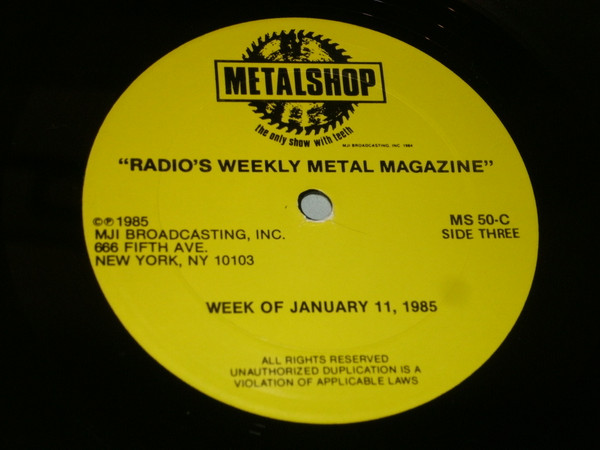 METALSHOP
the only show with teeth
MJI BROADCASTING, INC. 1984
"RADIO'S WEEKLY METAL MAGAZINE"
©℗1985
MJI BROADCASTING, INC.
666 FIFTH AVE.
NEW YORK, NY 10103
MS 50-C
SIDE THREE
WEEK OF JANUARY 11, 1985
ALL RIGHTS RESERVED
UNAUTHORIZED DUPLICATION IS A
VIOLATION OF APPLICABLE LAWS